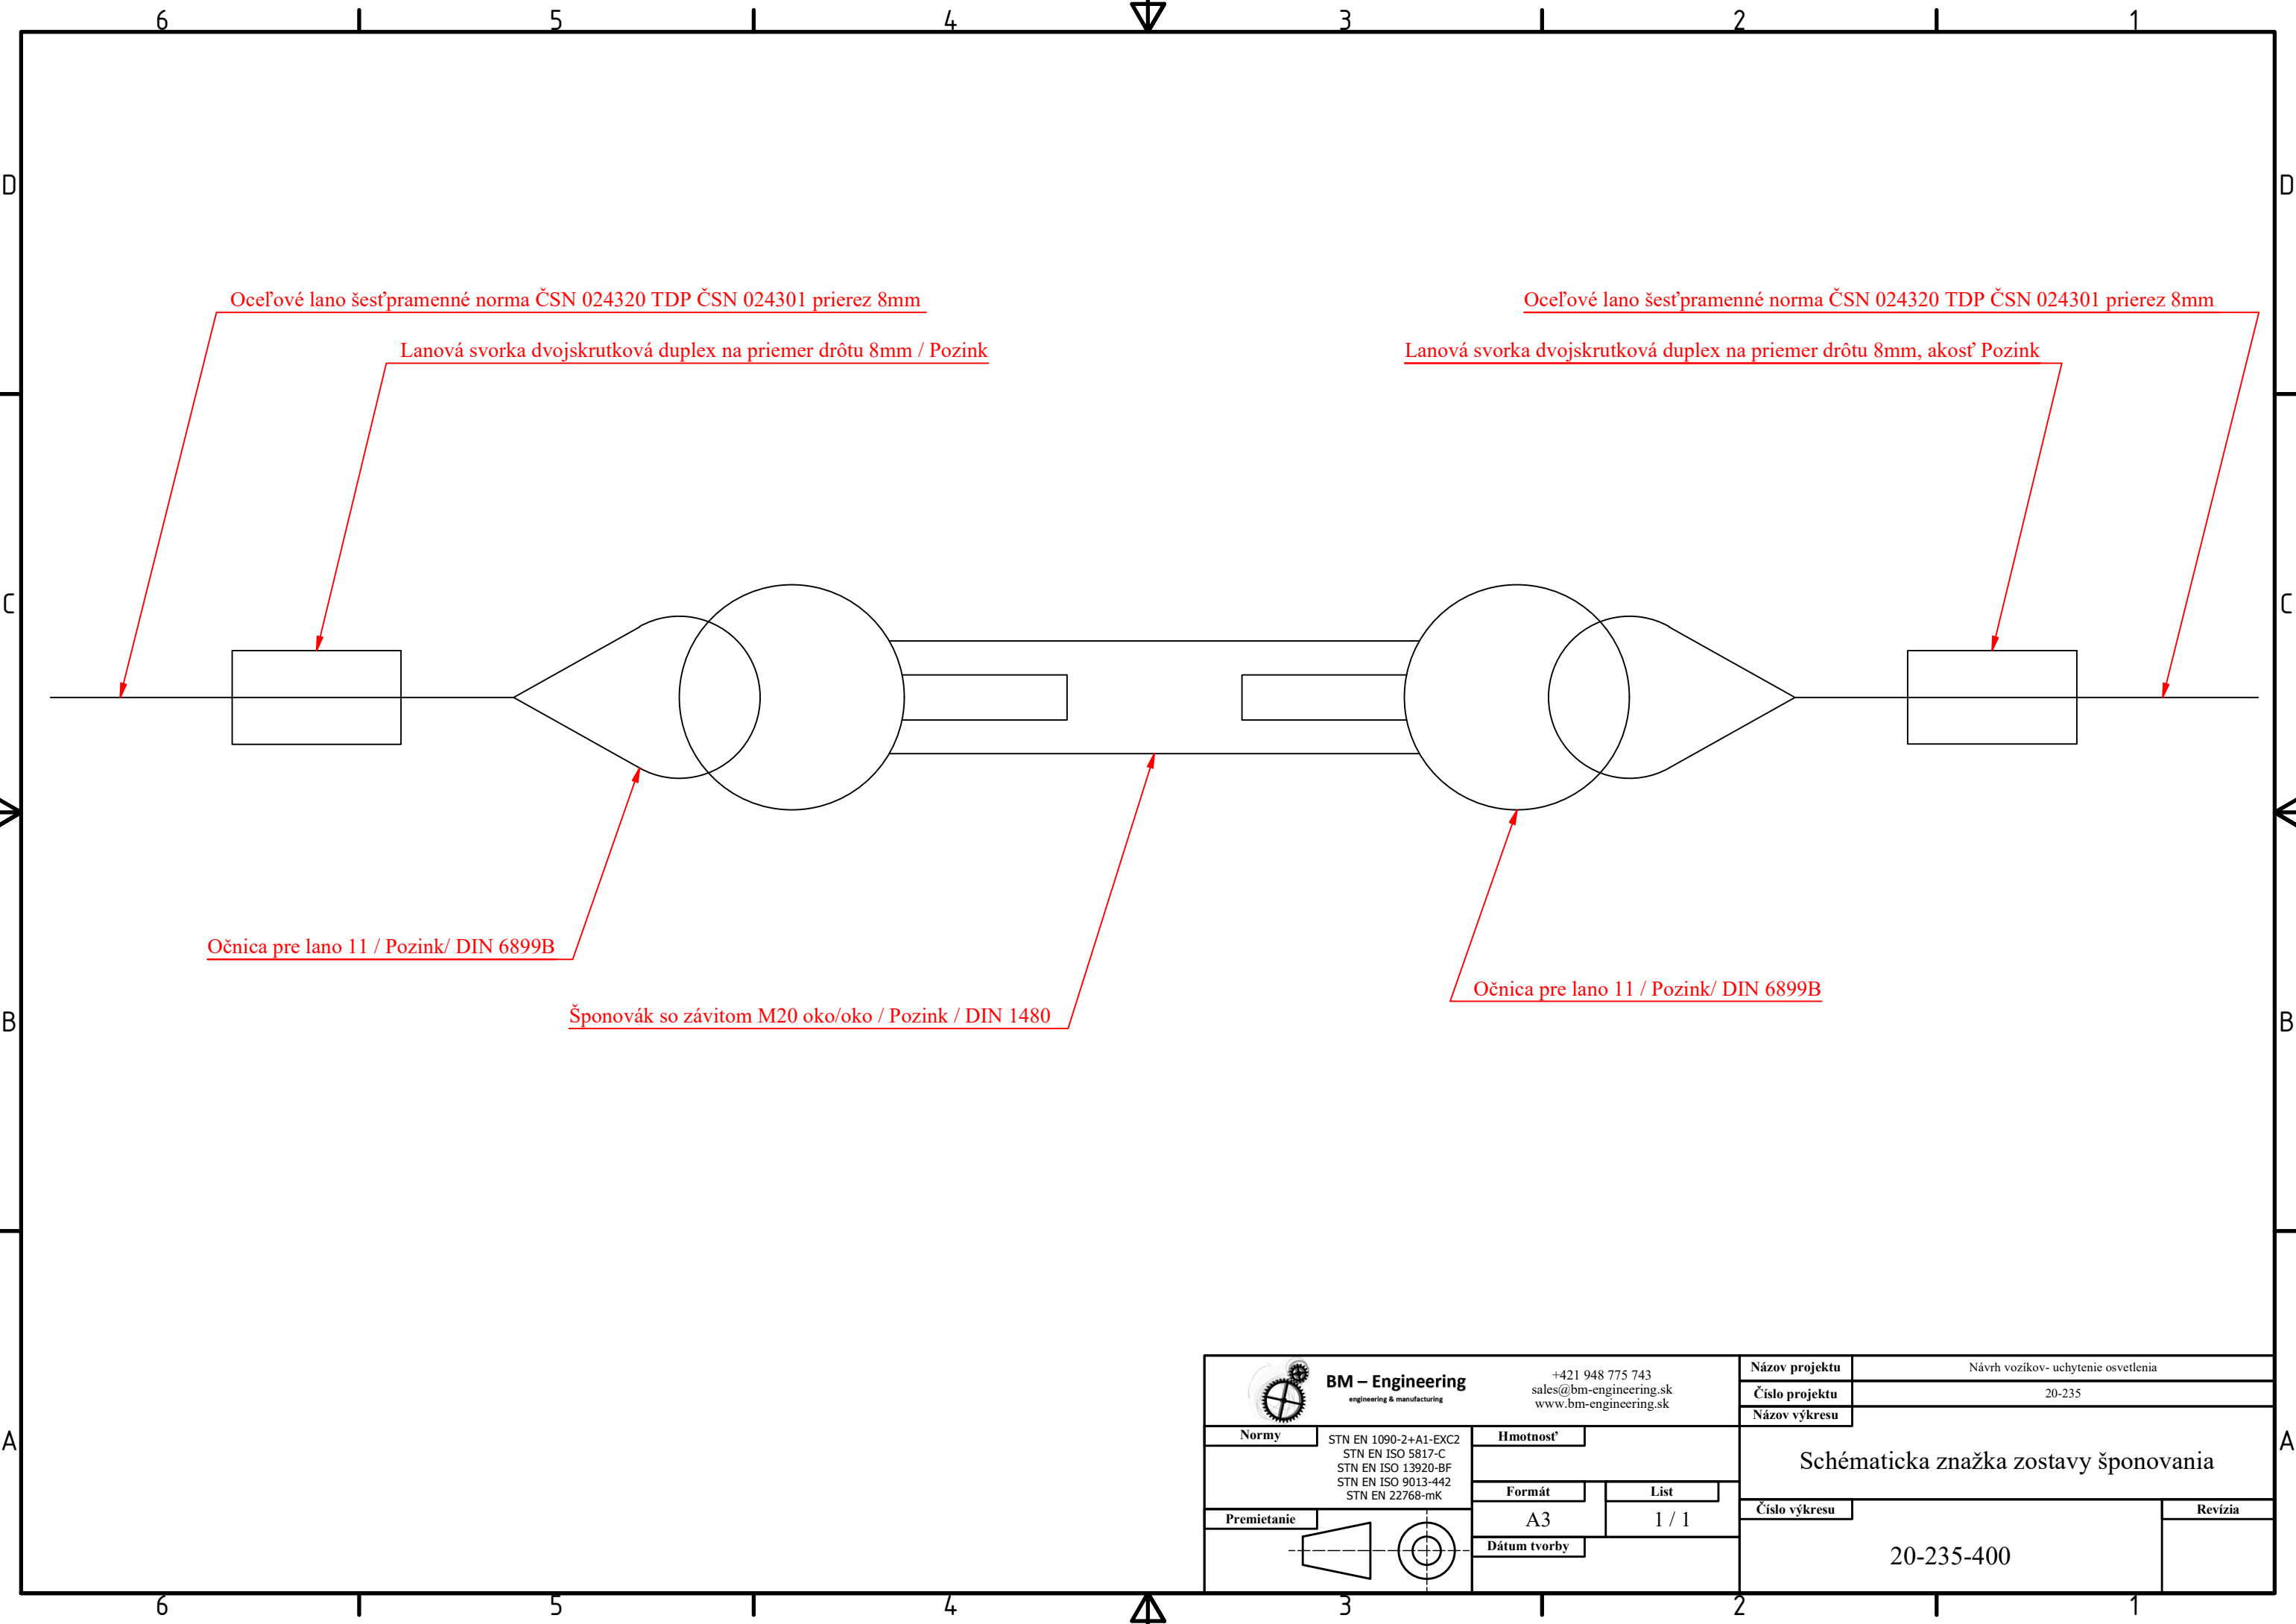 6 5 4 3 2 1
D D
Oceľové lano šesťpramenné norma ČSN 024320 TDP ČSN 024301 prierez 8mm
Oceľové lano šesťpramenné norma ČSN 024320 TDP ČSN 024301 prierez 8mm
Lanová svorka dvojskrutková duplex na priemer drôtu 8mm / Pozink
Lanová svorka dvojskrutková duplex na priemer drôtu 8mm, akosť Pozink
C C
Očnica pre lano 11 / Pozink/ DIN 6899B
Očnica pre lano 11 / Pozink/ DIN 6899B
Šponovák so závitom M20 oko/oko / Pozink / DIN 1480
B B
BM – Engineering
engineering & manufacturing
+421 948 775 743
sales@bm-engineering.sk
www.bm-engineering.sk
Názov projektu
Návrh vozíkov- uchytenie osvetlenia
Číslo projektu
20-235
Názov výkresu
Schématicka znažka zostavy šponovania
Normy
STN EN 1090-2+A1-EXC2
STN EN ISO 5817-C
STN EN ISO 13920-BF
STN EN ISO 9013-442
STN EN 22768-mK
Hmotnosť
Formát
A3
List
1 / 1
Premietanie
Dátum tvorby
Číslo výkresu
20-235-400
Revízia
A A
6 5 4 3 2 1